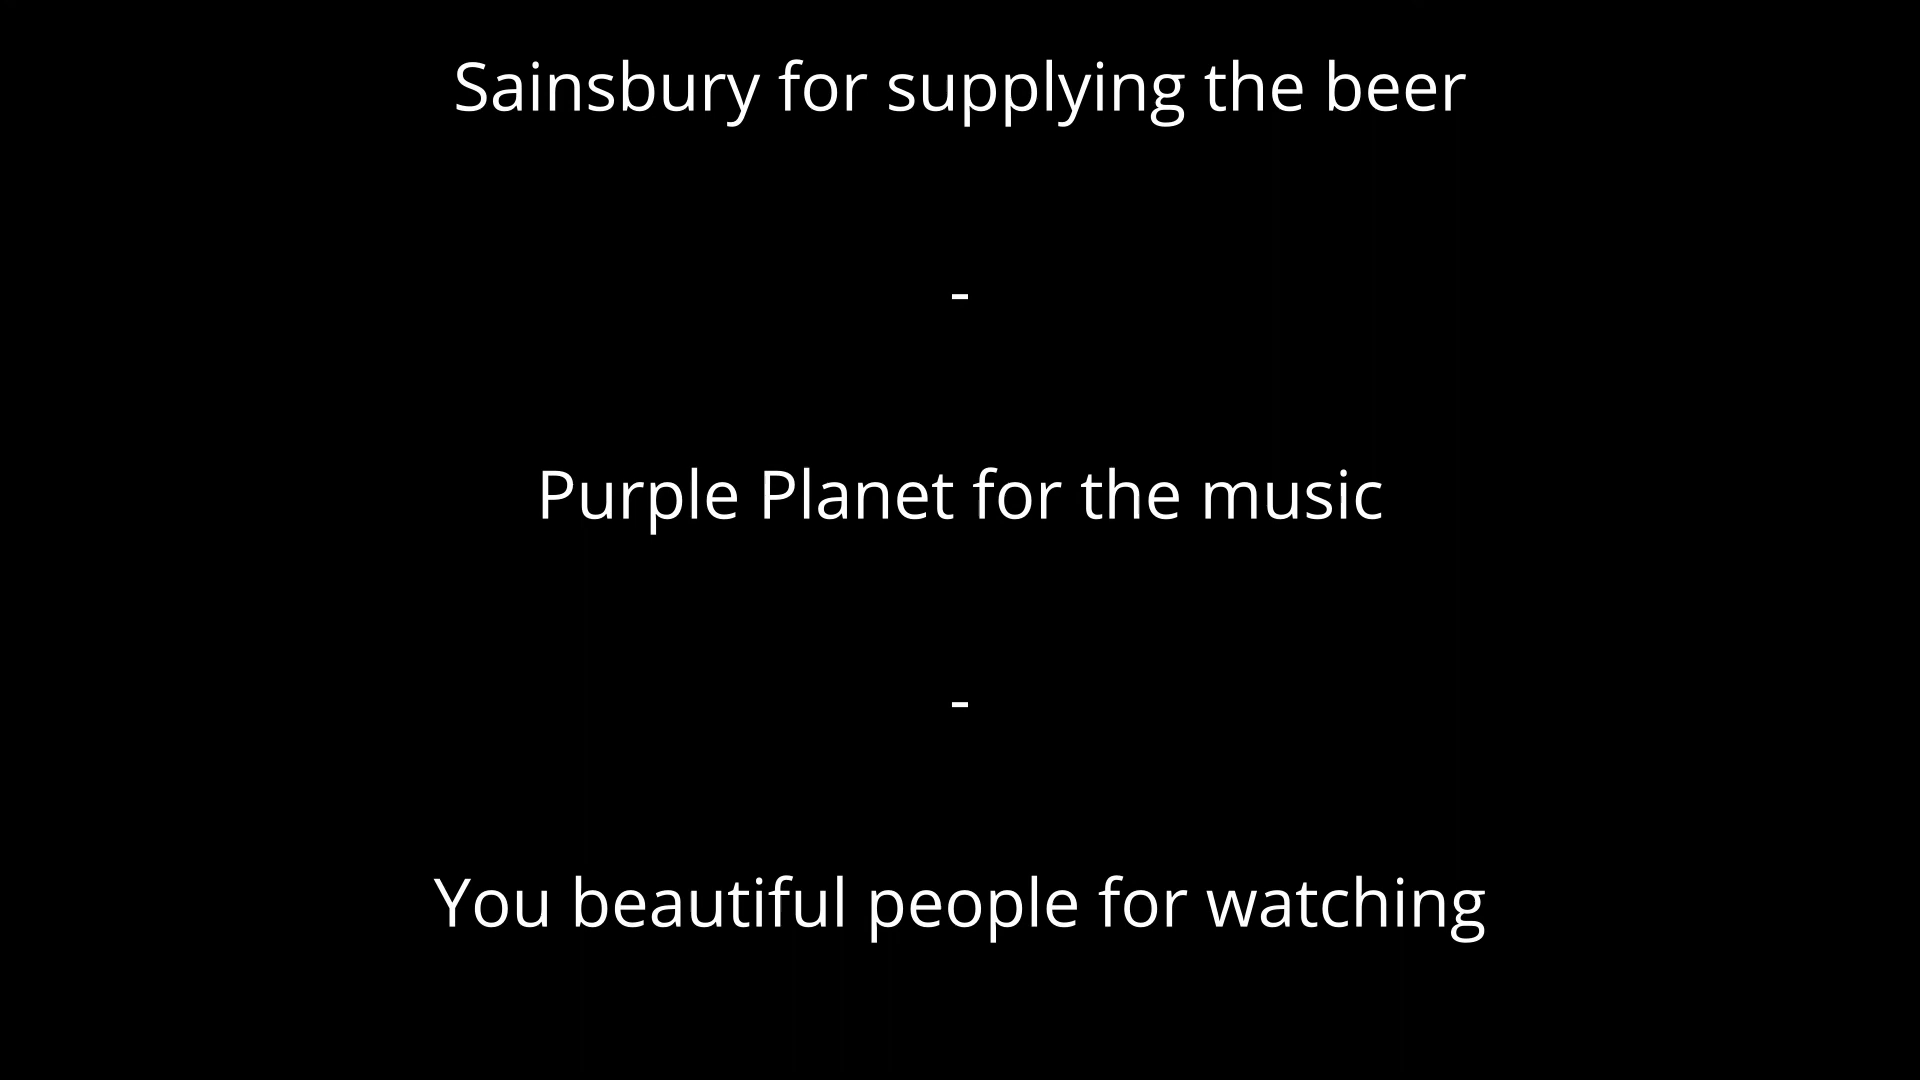 Sainsbury for supplying the beer
-
Purple Planet for the music
-
You beautiful people for watching